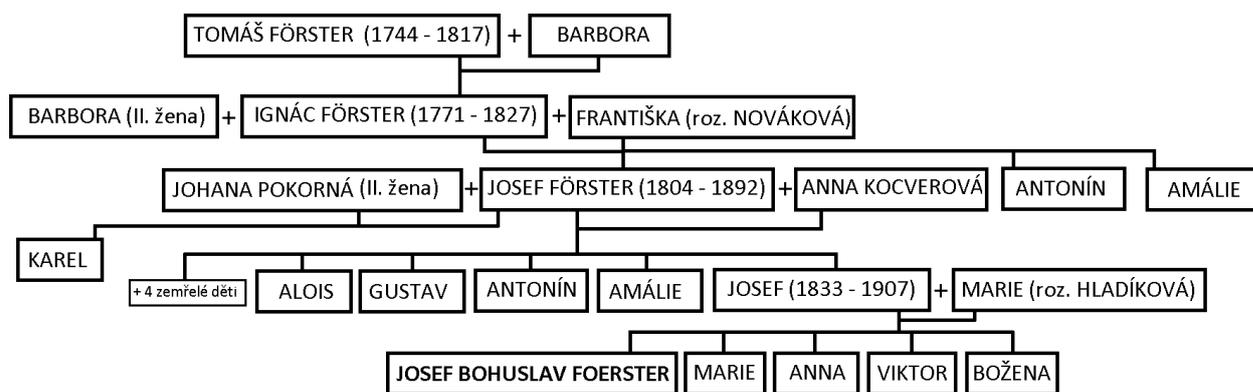 TOMÁŠ FÖRSTER (1744 - 1817) + BARBORA
BARBORA (II. žena) + IGNÁC FÖRSTER (1771 - 1827) + FRANTIŠKA (roz. NOVÁKOVÁ)
JOHANA POKORNÁ (II. žena) + JOSEF FÖRSTER (1804 - 1892) + ANNA KOCVEROVÁ ANTONÍN AMÁLIE
KAREL
+ 4 zemřelé děti ALOIS GUSTAV ANTONÍN AMÁLIE JOSEF (1833 - 1907) + MARIE (roz. HLADÍKOVÁ)
JOSEF BOHUSLAV FOERSTER MARIE ANNA VIKTOR BOŽENA